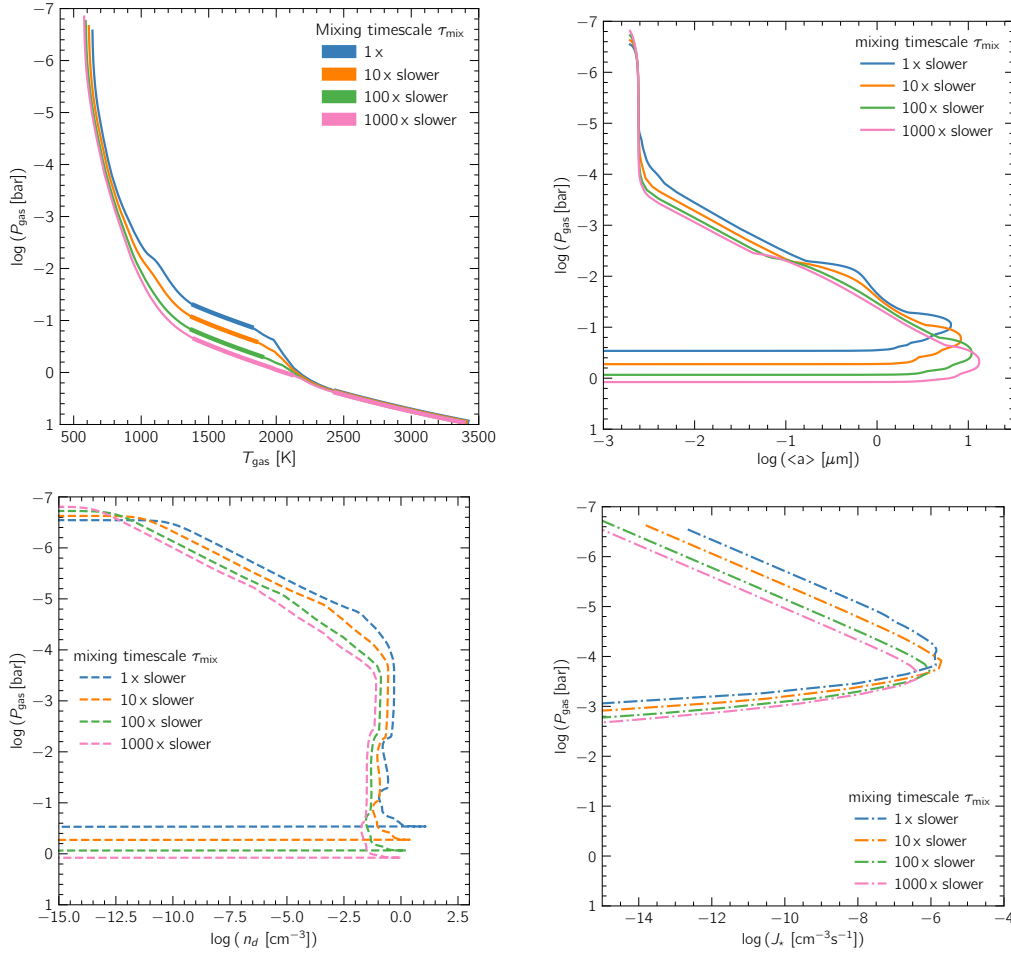 −7
−6
−5
−4
−3
−2
−1
0
1
log (P_gas [bar])
500 1000 1500 2000 2500 3000 3500
T_gas [K]
Mixing timescale τ_mix
1 x
10 x slower
100 x slower
1000 x slower
−7
−6
−5
−4
−3
−2
−1
0
1
log (P_gas [bar])
−3 −2 −1 0 1
log (<a> [μm])
mixing timescale τ_mix
1 x slower
10 x slower
100 x slower
1000 x slower
−7
−6
−5
−4
−3
−2
−1
0
1
log (P_gas [bar])
−15.0 −12.5 −10.0 −7.5 −5.0 −2.5 0.0 2.5
log ( n_d [cm⁻³])
mixing timescale τ_mix
1 x slower
10 x slower
100 x slower
1000 x slower
−7
−6
−5
−4
−3
−2
−1
0
1
log (P_gas [bar])
−14 −12 −10 −8 −6 −4
log(J⋆ [cm⁻³s⁻¹])
mixing timescale τ_mix
1 x slower
10 x slower
100 x slower
1000 x slower